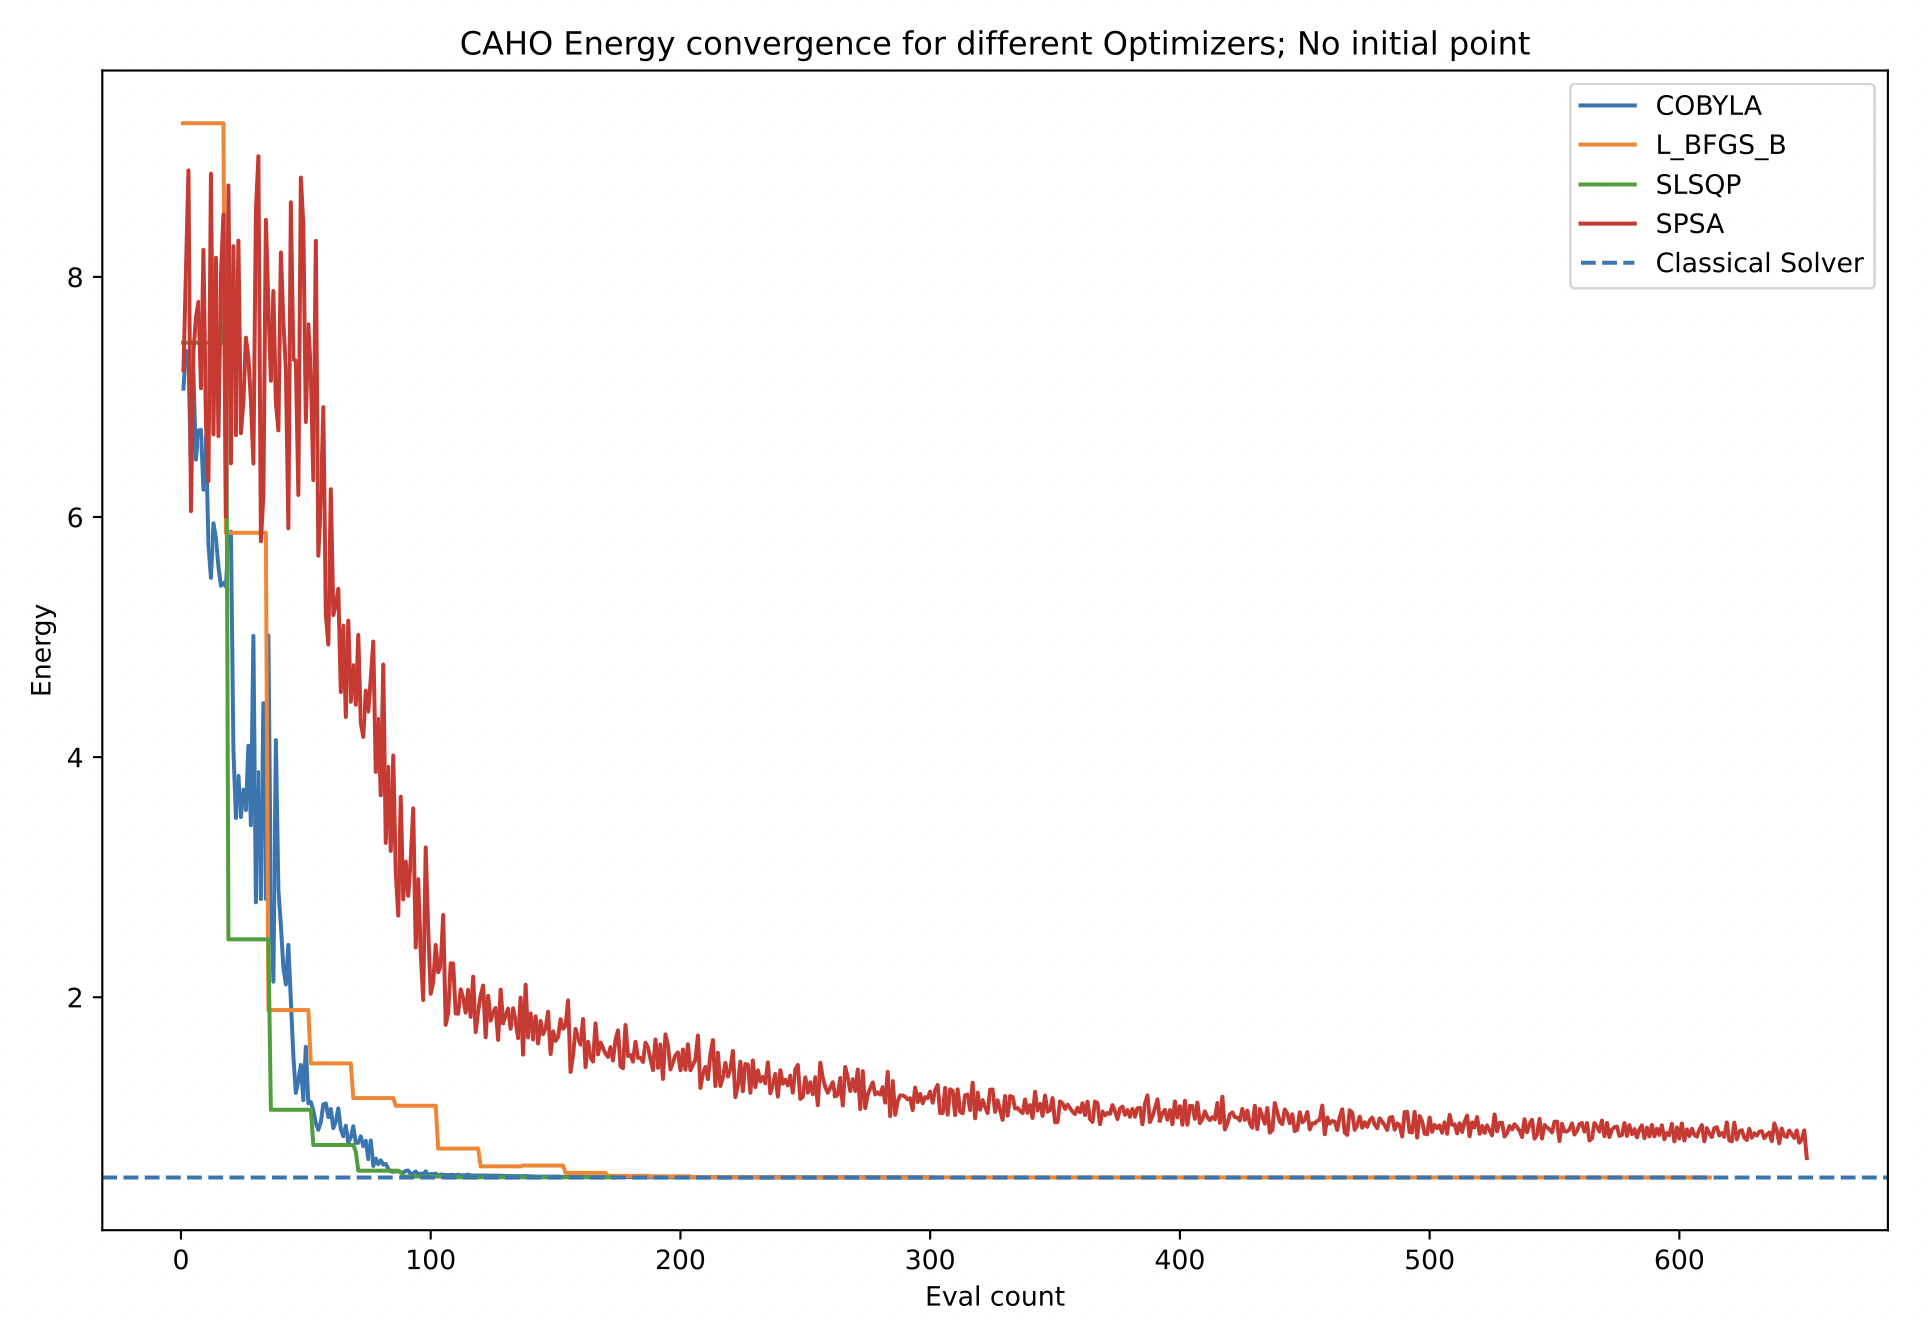 CAHO Energy convergence for different Optimizers; No initial point
COBYLA
L_BFGS_B
SLSQP
SPSA
Classical Solver
8
6
4
2
Energy
0
100
200
300
400
500
600
Eval count